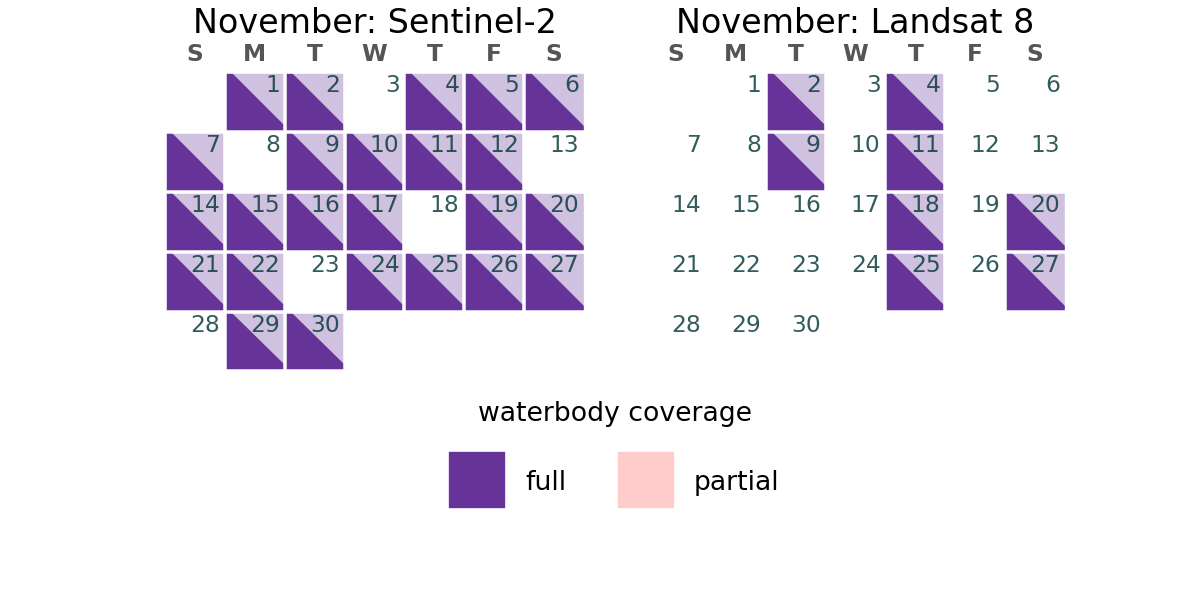 November: Sentinel-2
S M T W T F S
1 2 3 4 5 6
7 8 9 10 11 12 13
14 15 16 17 18 19 20
21 22 23 24 25 26 27
28 29 30
November: Landsat 8
S M T W T F S
1 2 3 4 5 6
7 8 9 10 11 12 13
14 15 16 17 18 19 20
21 22 23 24 25 26 27
28 29 30
waterbody coverage
full partial